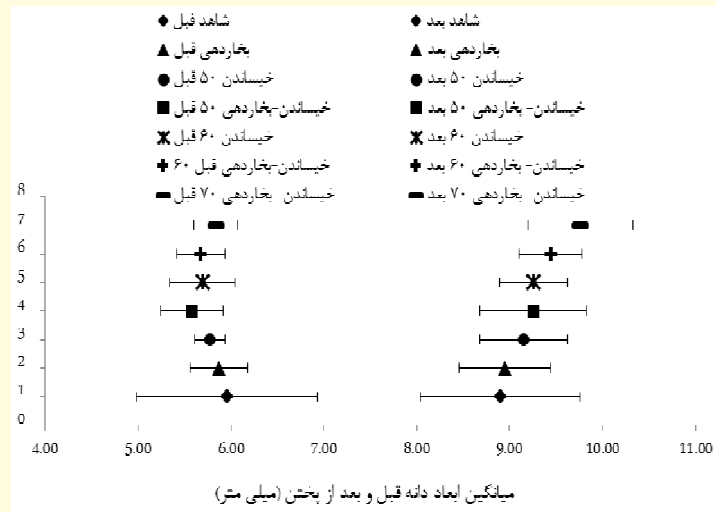 شاهد قبل
شاهد بعد
بخاردهی قبل
بخاردهی بعد
خیساندن ۵۰ قبل
خیساندن ۵۰ بعد
خیساندن-بخاردهی ۵۰ قبل
خیساندن- بخاردهی ۵۰ بعد
خیساندن ۶۰ قبل
خیساندن ۶۰ بعد
خیساندن-بخاردهی قبل ۶۰
خیساندن- بخاردهی ۶۰ بعد
خیساندن- بخاردهی ۷۰ قبل
خیساندن- بخاردهی ۷۰ بعد
8
7
6
5
4
3
2
1
0
4.00 5.00 6.00 7.00 8.00 9.00 10.00 11.00
میانگین ابعاد دانه قبل و بعد از پختن (میلی متر)